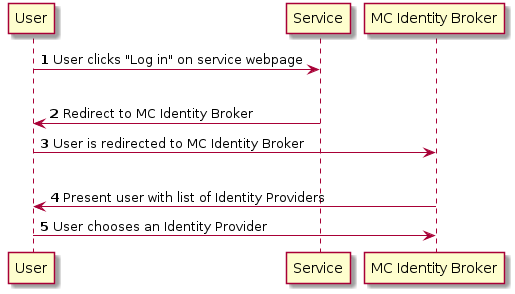 User Service MC Identity Broker
1 User clicks "Log in" on service webpage
2 Redirect to MC Identity Broker
3 User is redirected to MC Identity Broker
4 Present user with list of Identity Providers
5 User chooses an Identity Provider
User Service MC Identity Broker